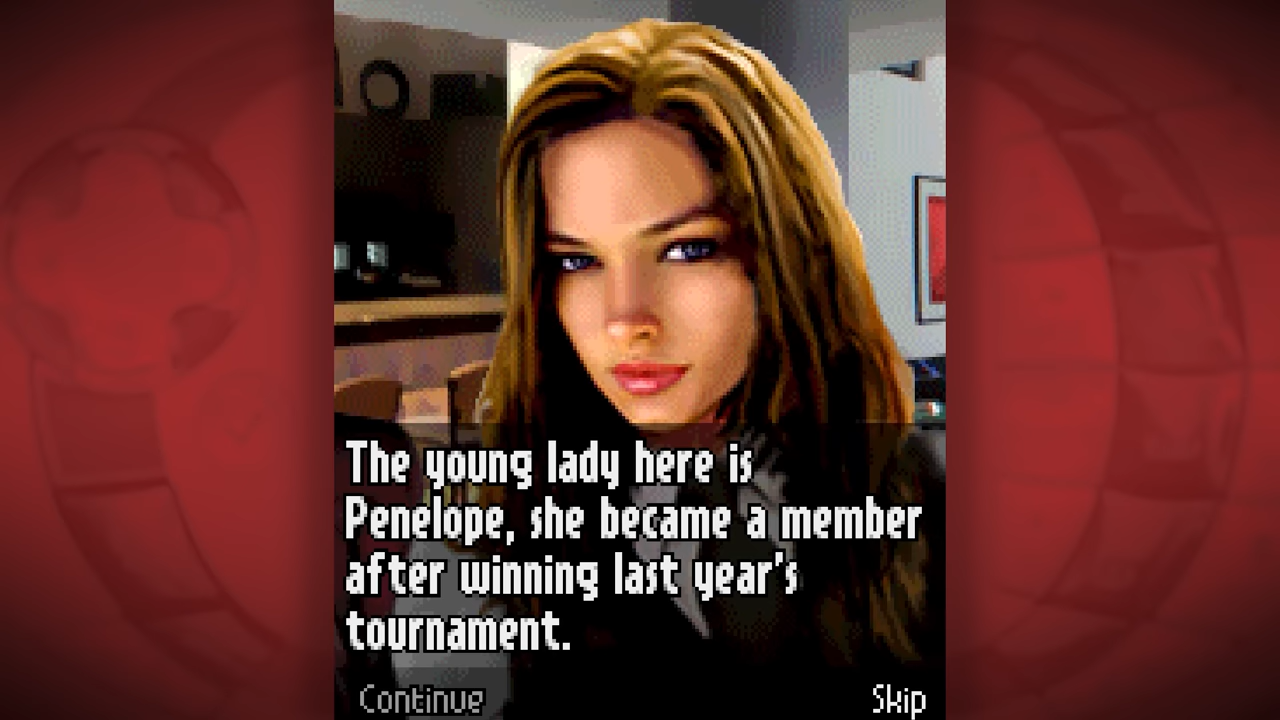 The young lady here is
Penelope, she became a member
after winning last year's
tournament.
Continue
Skip